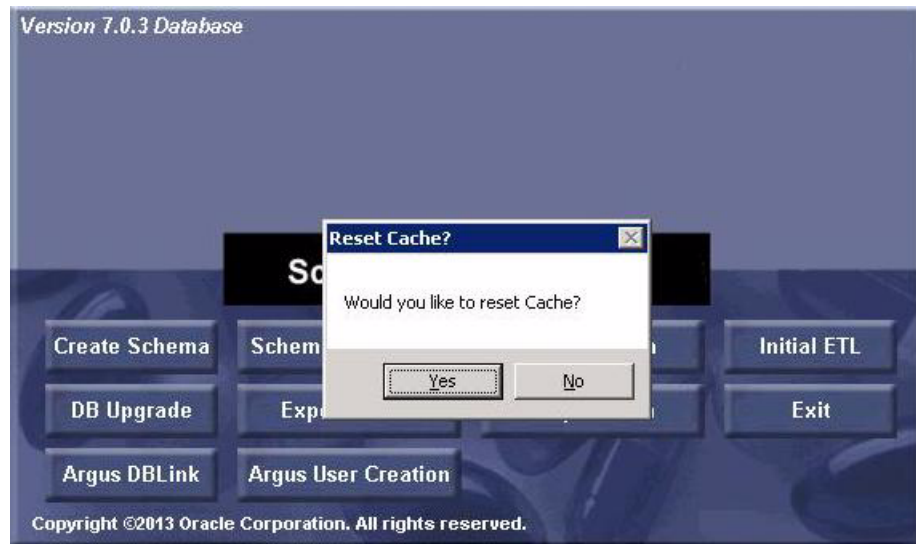 Version 7.0.3 Database
Reset Cache?
Would you like to reset Cache?
Yes No
Create Schema Initial ETL
DB Upgrade Exit
Argus DBLink Argus User Creation
Copyright ©2013 Oracle Corporation. All rights reserved.